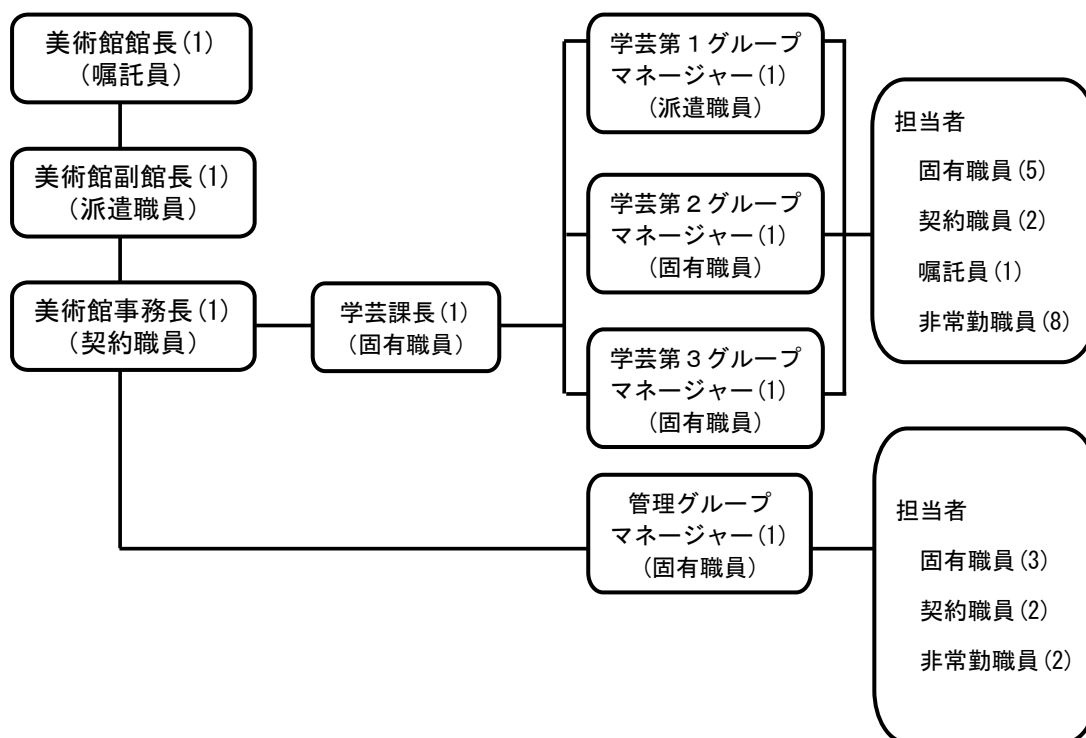 美術館館長(1)
(嘱託員)
美術館副館長(1)
(派遣職員)
美術館事務長(1)
(契約職員)
学芸課長(1)
(固有職員)
学芸第1グループ
マネージャー(1)
(派遣職員)
学芸第2グループ
マネージャー(1)
(固有職員)
学芸第3グループ
マネージャー(1)
(固有職員)
担当者
固有職員(5)
契約職員(2)
嘱託員(1)
非常勤職員(8)
管理グループ
マネージャー(1)
(固有職員)
担当者
固有職員(3)
契約職員(2)
非常勤職員(2)